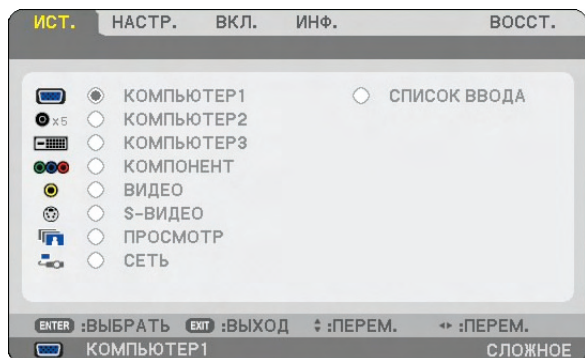 ИСТ. НАСТР. ВКЛ. ИНФ. ВОССТ.
КОМПЬЮТЕР1 СПИСОК ВВОДА
x5 КОМПЬЮТЕР2
КОМПЬЮТЕР3
КОМПОНЕНТ
ВИДЕО
S-ВИДЕО
ПРОСМОТР
СЕТЬ
ENTER :ВЫБРАТЬ EXIT :ВЫХОД :ПЕРЕМ. :ПЕРЕМ.
КОМПЬЮТЕР1 СЛОЖНОЕ